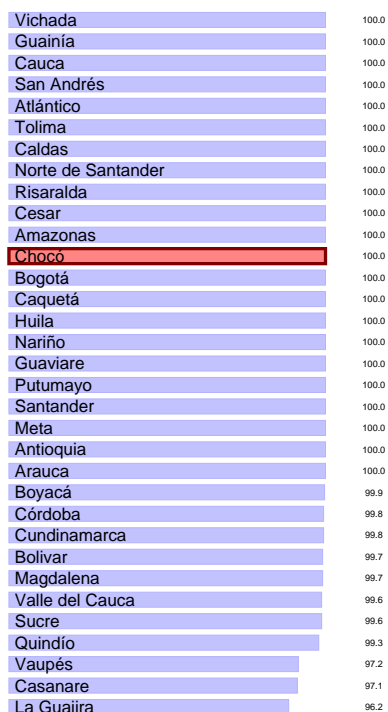 Vichada 100.0
Guainía 100.0
Cauca 100.0
San Andrés 100.0
Atlántico 100.0
Tolima 100.0
Caldas 100.0
Norte de Santander 100.0
Risaralda 100.0
Cesar 100.0
Amazonas 100.0
Chocó 100.0
Bogotá 100.0
Caquetá 100.0
Huila 100.0
Nariño 100.0
Guaviare 100.0
Putumayo 100.0
Santander 100.0
Meta 100.0
Antioquia 100.0
Arauca 100.0
Boyacá 99.9
Córdoba 99.8
Cundinamarca 99.8
Bolivar 99.7
Magdalena 99.7
Valle del Cauca 99.6
Sucre 99.6
Quindío 99.3
Vaupés 97.2
Casanare 97.1
La Guajira 96.2